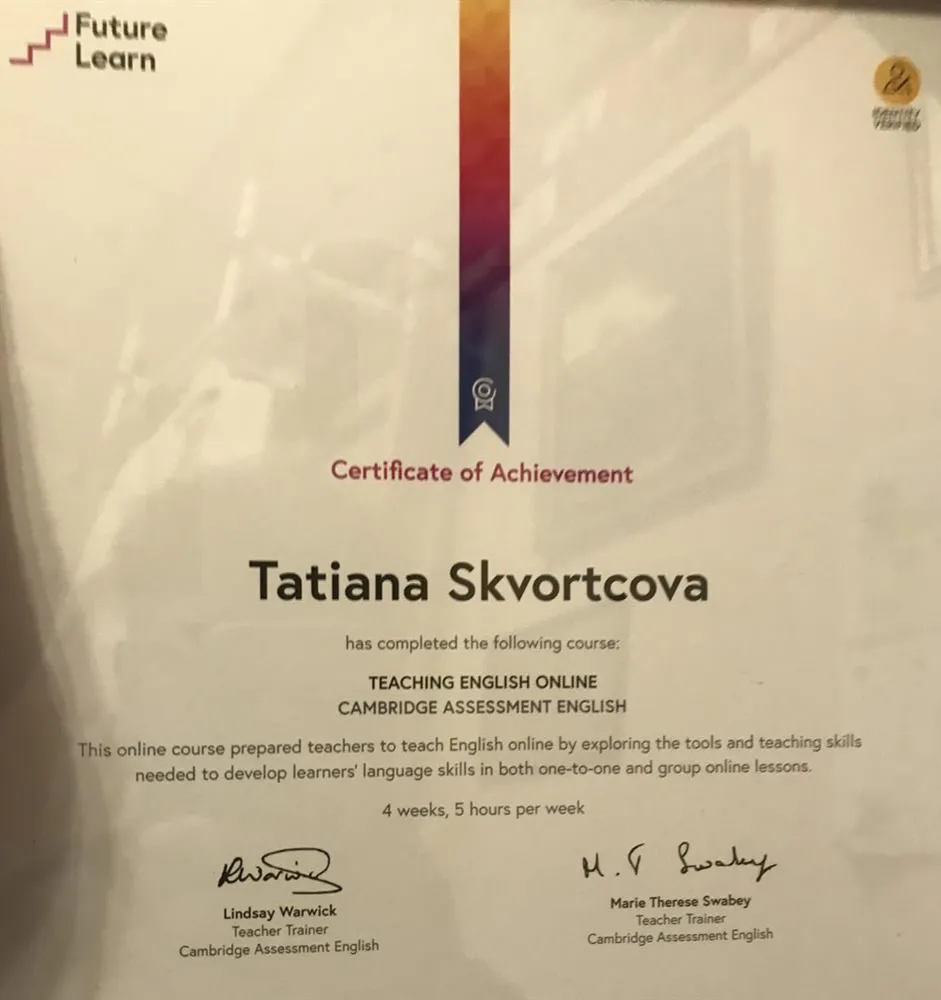 Future
Learn
IDENTITY
VERIFIED
Certificate of Achievement
Tatiana Skvortcova
has completed the following course:
TEACHING ENGLISH ONLINE
CAMBRIDGE ASSESSMENT ENGLISH
This online course prepared teachers to teach English online by exploring the tools and teaching skills
needed to develop learners' language skills in both one-to-one and group online lessons.
4 weeks, 5 hours per week
M. T Swabey
Lindsay Warwick
Teacher Trainer
Cambridge Assessment English
Marie Therese Swabey
Teacher Trainer
Cambridge Assessment English